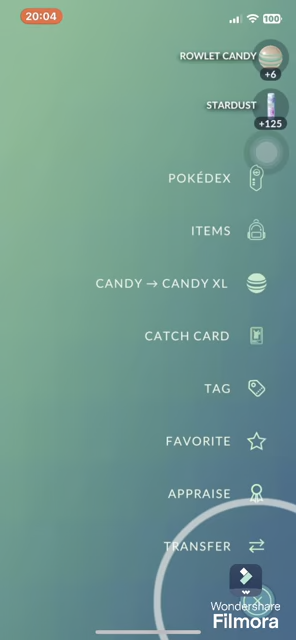 20:04
100
ROWLET CANDY
+6
STARDUST
+125
POKÉDEX
ITEMS
CANDY → CANDY XL
CATCH CARD
TAG
FAVORITE
APPRAISE
TRANSFER
Wondershare
Filmora